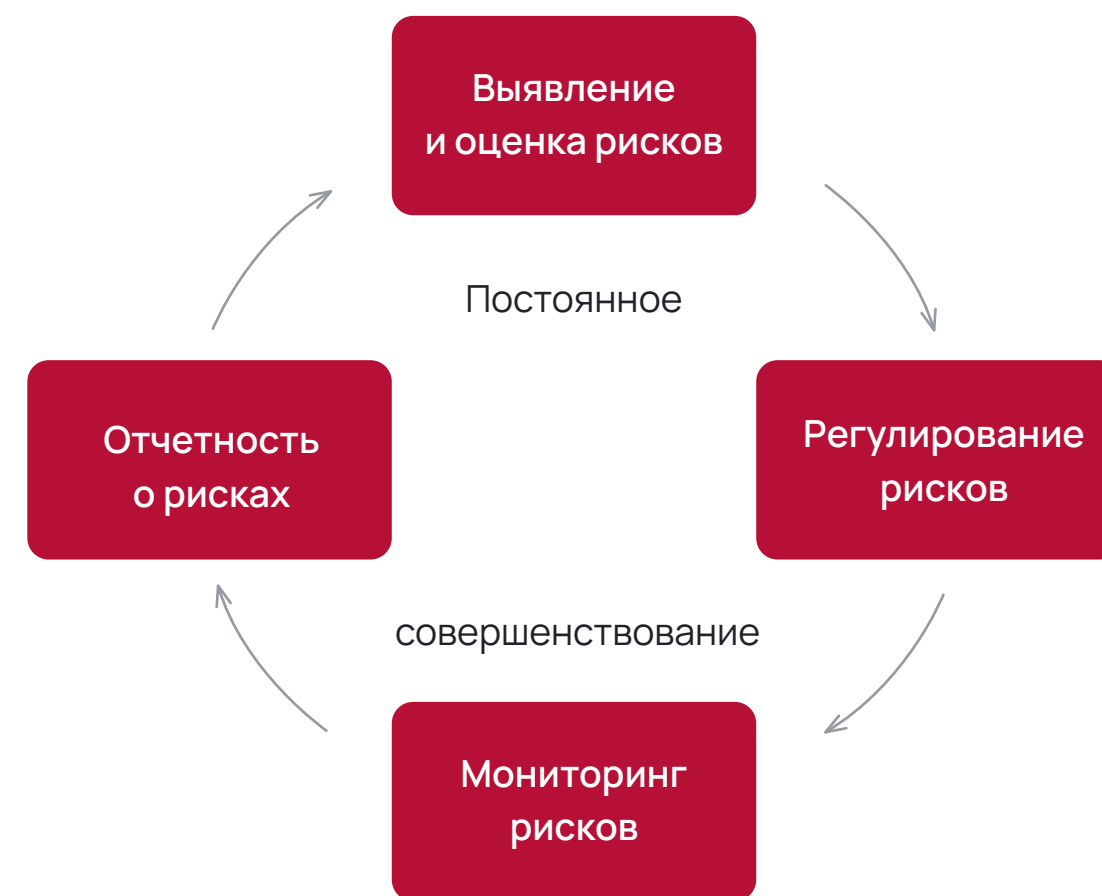 Выявление
и оценка рисков
Постоянное
Отчетность
о рисках
Регулирование
рисков
совершенствование
Мониторинг
рисков